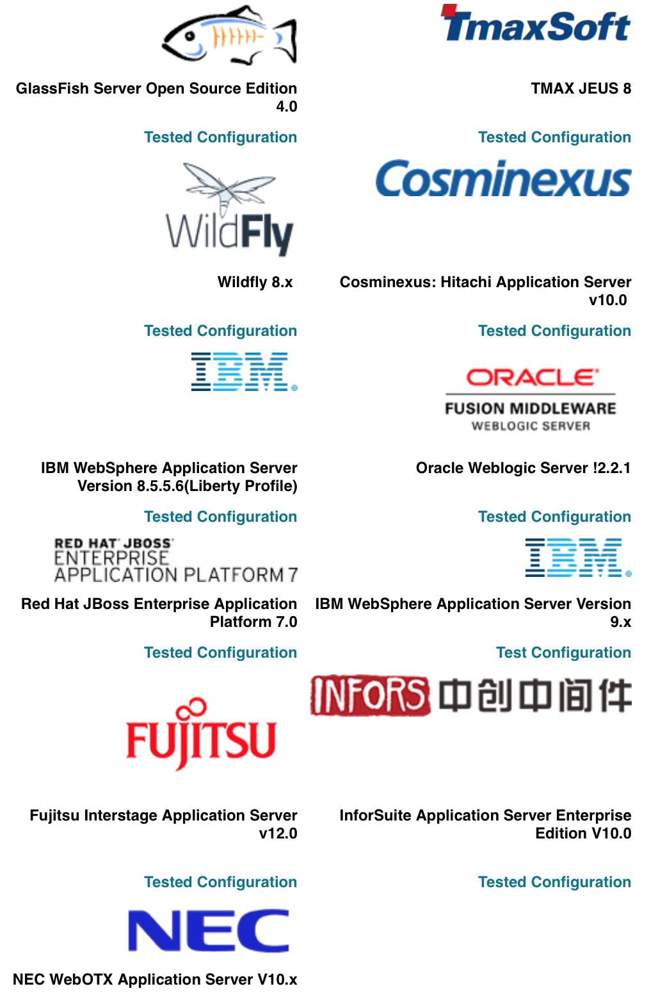 TmaxSoft
GlassFish Server Open Source Edition
4.0
TMAX JEUS 8
Tested Configuration
Tested Configuration
WildFly
Cosminexus
Wildfly 8.x
Cosminexus: Hitachi Application Server
v10.0
Tested Configuration
Tested Configuration
IBM®
ORACLE®
FUSION MIDDLEWARE
WEBLOGIC SERVER
IBM WebSphere Application Server
Version 8.5.5.6(Liberty Profile)
Oracle Weblogic Server !2.2.1
Tested Configuration
Tested Configuration
RED HAT® JBOSS®
ENTERPRISE
APPLICATION PLATFORM 7
IBM®
Red Hat JBoss Enterprise Application
Platform 7.0
IBM WebSphere Application Server Version
9.x
Tested Configuration
Test Configuration
FUJITSU
INFORS 中创中间件
Fujitsu Interstage Application Server
v12.0
InforSuite Application Server Enterprise
Edition V10.0
Tested Configuration
Tested Configuration
NEC
NEC WebOTX Application Server V10.x